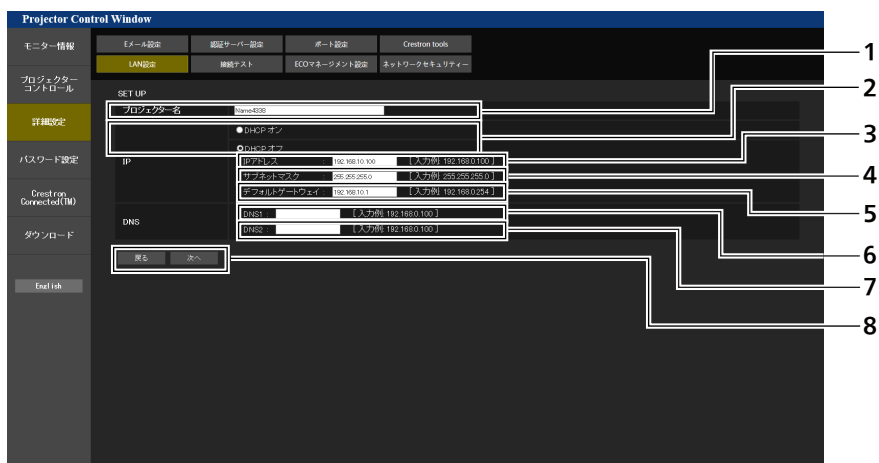 Projector Control Window
モニター情報
プロジェクター
コントロール
詳細設定
パスワード設定
Crestron
Connected(TM)
ダウンロード
English
Eメール設定 認証サーバー設定 ポート設定 Crestron tools
LAN設定 接続テスト ECOマネージメント設定 ネットワークセキュリティー
SET UP
プロジェクター名 : Name4338
IP
DHCP オン
DHCP オフ
IPアドレス : 192.168.10.100 [ 入力例: 192.168.0.100 ]
サブネットマスク : 255.255.255.0 [ 入力例: 255.255.255.0 ]
デフォルトゲートウェイ : 192.168.10.1 [ 入力例: 192.168.0.254 ]
DNS
DNS1 : [ 入力例: 192.168.0.100 ]
DNS2 : [ 入力例: 192.168.0.100 ]
戻る 次へ
1
2
3
4
5
6
7
8